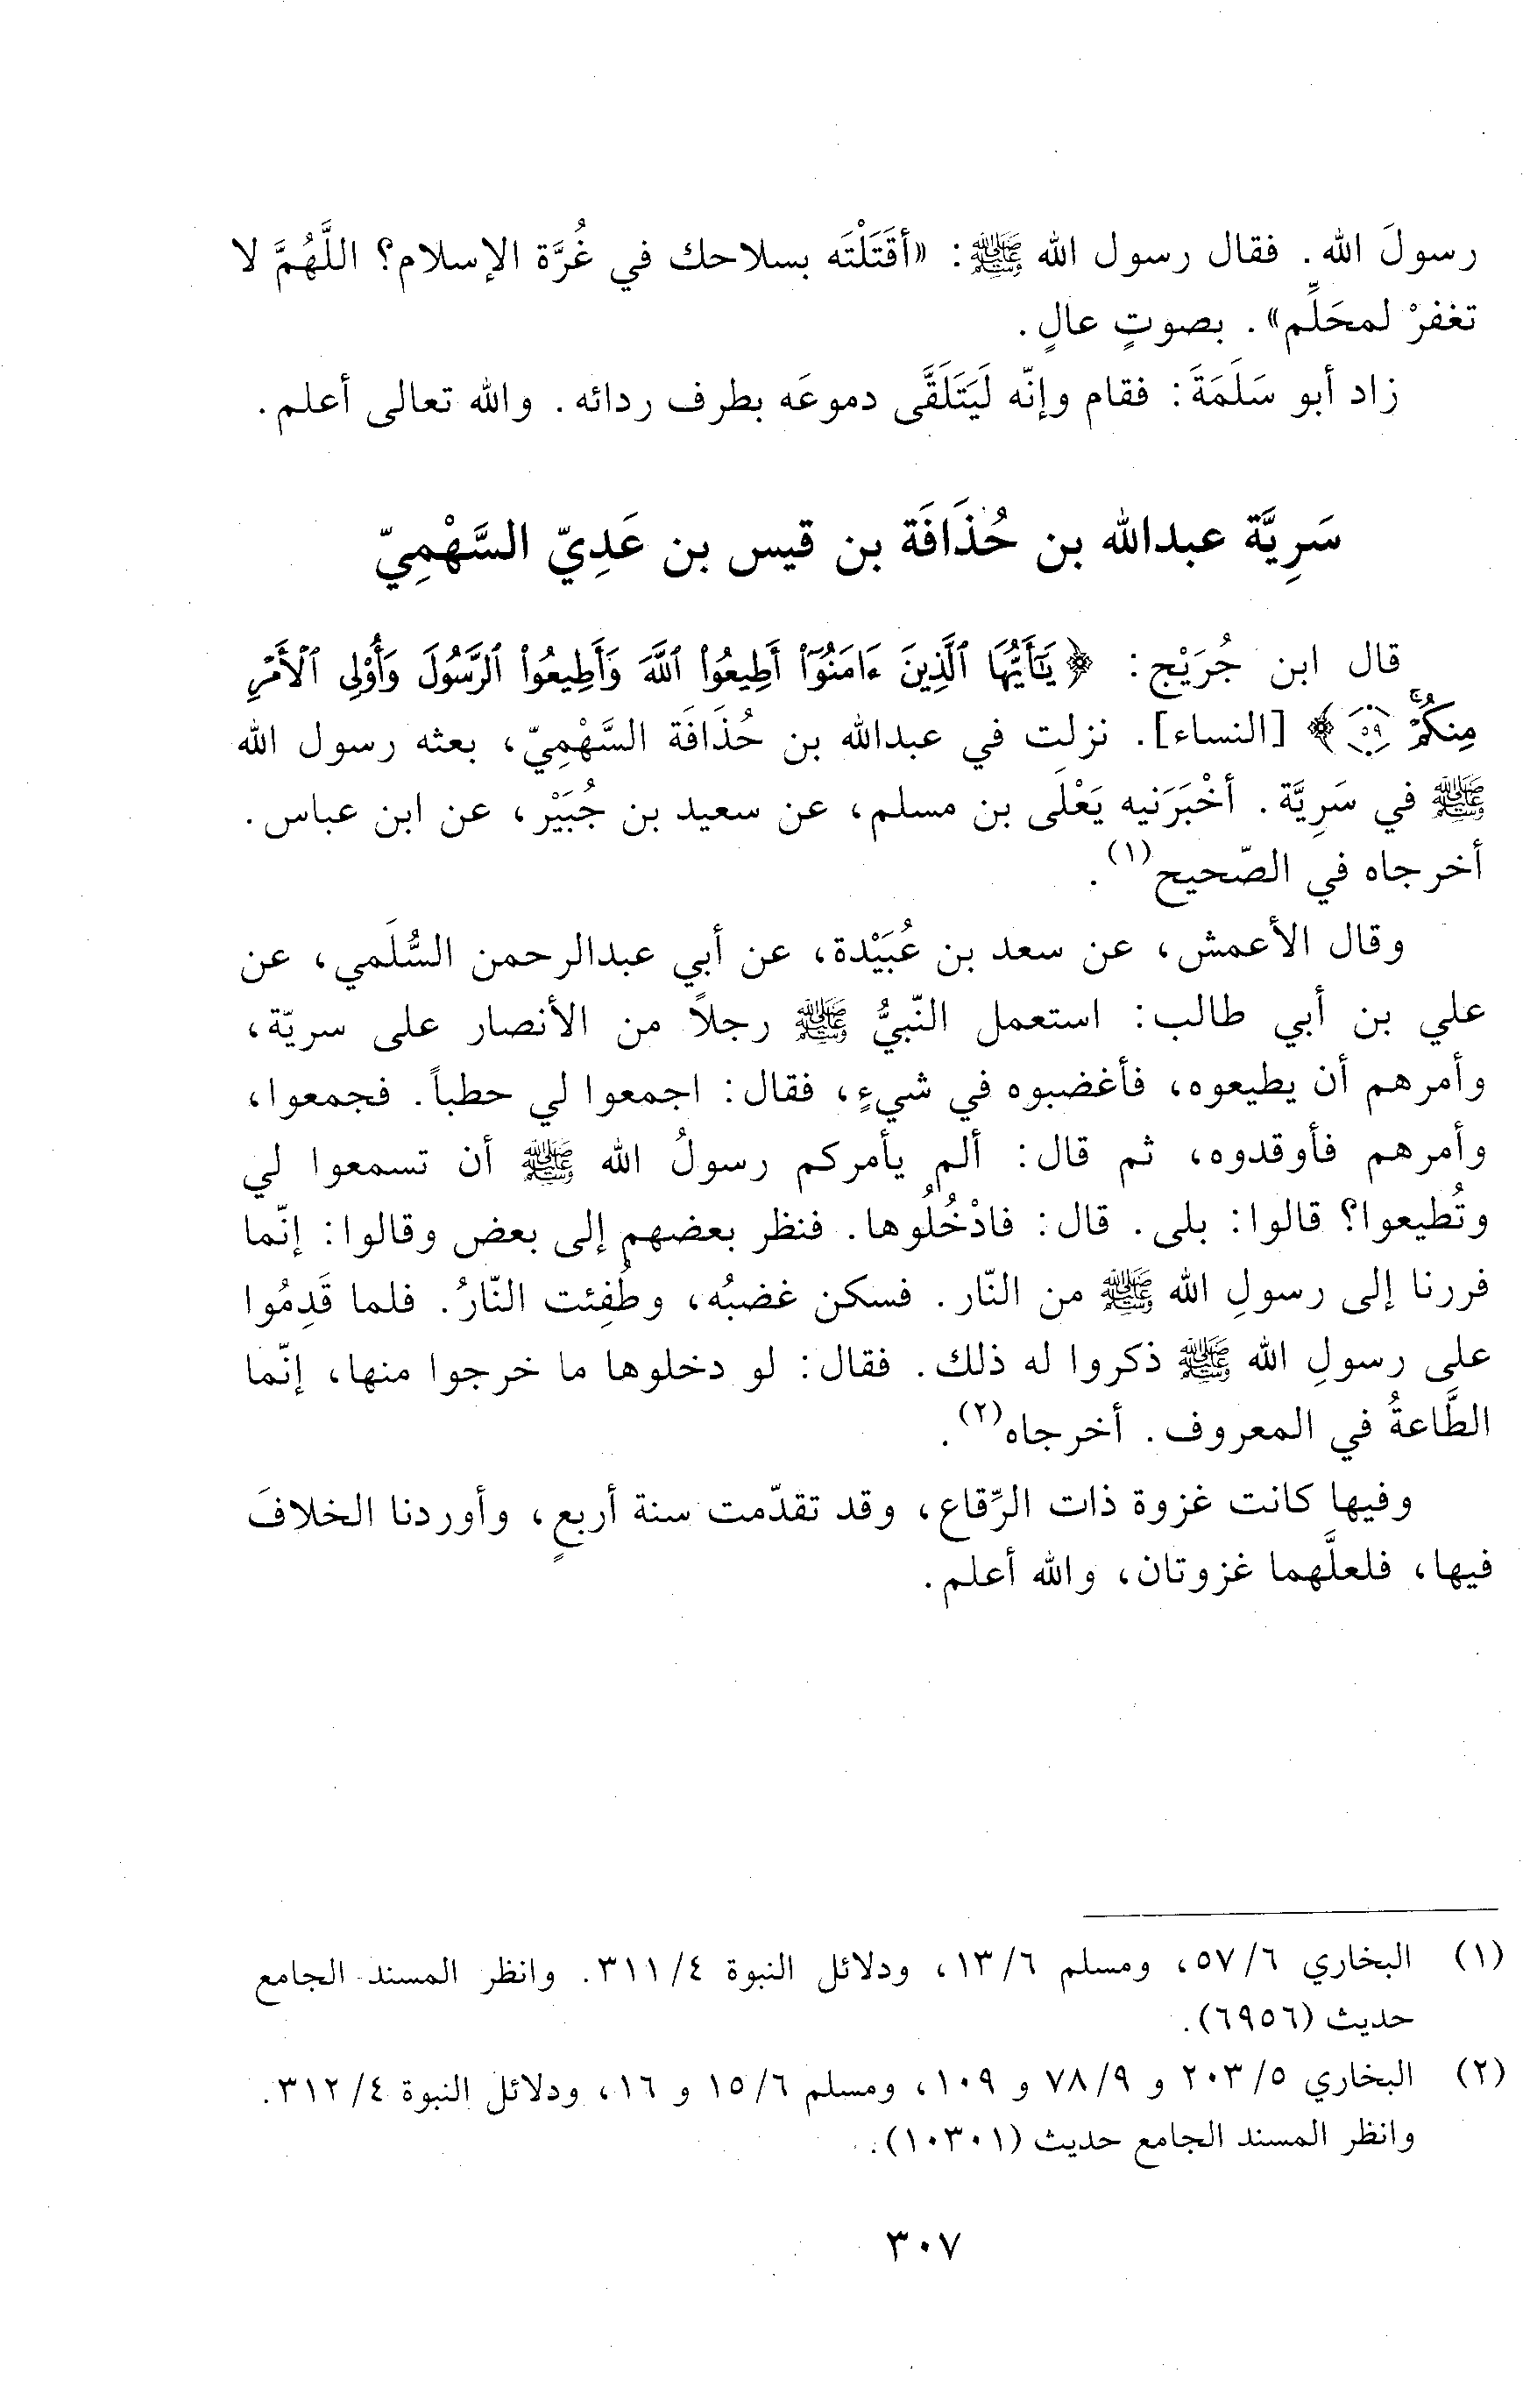 رسولَ الله. فقال رسول الله ﷺ: «أقَتَلْتَه بسلاحك في غُرَّة الإسلام؟ اللَّهُمَّ لا
تغفرْ لمحَلِّم». بصوتٍ عالٍ.
زاد أبو سَلَمَةَ: فقام وإنّه لَيَتَلَقَّى دموعَه بطرف ردائه. والله تعالى أعلم.
سَرِيَّة عبدالله بن حُذَافَة بن قيس بن عَدِيّ السَّهْمِيّ
قال ابن جُرَيْج: ﴿يَٰٓأَيُّهَا ٱلَّذِينَ ءَامَنُوٓا۟ أَطِيعُوا۟ ٱللَّهَ وَأَطِيعُوا۟ ٱلرَّسُولَ وَأُو۟لِى ٱلْأَمْرِ
مِنكُمْ ۖ ٥٩﴾ [النساء]. نزلت في عبدالله بن حُذَافَة السَّهْمِيّ، بعثه رسول الله
ﷺ في سَرِيَّة. أخْبَرَنيه يَعْلَى بن مسلم، عن سعيد بن جُبَيْر، عن ابن عباس.
أخرجاه في الصّحيح(١).
وقال الأعمش، عن سعد بن عُبَيْدة، عن أبي عبدالرحمن السُّلَمي، عن
علي بن أبي طالب: استعمل النّبيُّ ﷺ رجلاً من الأنصار على سريّة،
وأمرهم أن يطيعوه، فأغضبوه في شيءٍ، فقال: اجمعوا لي حطباً. فجمعوا،
وأمرهم فأوقدوه، ثم قال: ألم يأمركم رسولُ الله ﷺ أن تسمعوا لي
وتُطيعوا؟ قالوا: بلى. قال: فادْخُلُوها. فنظر بعضهم إلى بعض وقالوا: إنّما
فررنا إلى رسولِ الله ﷺ من النّار. فسكن غضبُه، وطُفِئت النّارُ. فلما قَدِمُوا
على رسولِ الله ﷺ ذكروا له ذلك. فقال: لو دخلوها ما خرجوا منها، إنّما
الطَّاعةُ في المعروف. أخرجاه(٢).
وفيها كانت غزوة ذات الرِّقاع، وقد تقدّمت سنة أربعٍ، وأوردنا الخلافَ
فيها، فلعلَّهما غزوتان، والله أعلم.
(١) البخاري ٦/ ٥٧، ومسلم ٦/ ١٣، ودلائل النبوة ٤/ ٣١١. وانظر المسند الجامع
حديث (٦٩٥٦).
(٢) البخاري ٥/ ٢٠٣ و ٩/ ٧٨ و ١٠٩، ومسلم ٦/ ١٥ و ١٦، ودلائل النبوة ٤/ ٣١٢.
وانظر المسند الجامع حديث (١٠٣٠١).
٣٠٧